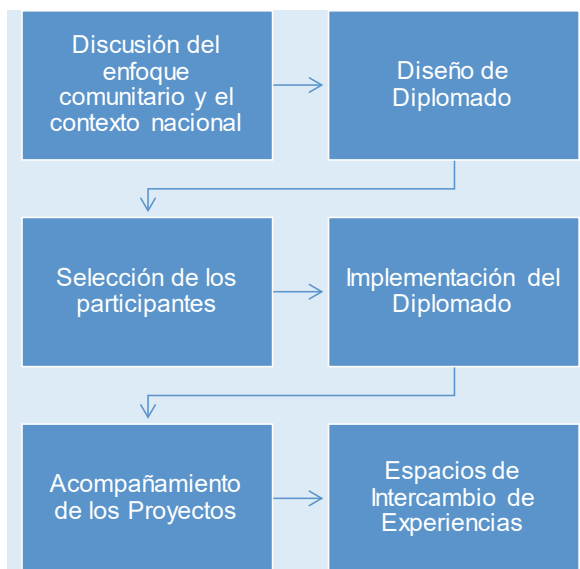 Discusión del
enfoque
comunitario y el
contexto nacional
Diseño de
Diplomado
Selección de los
participantes
Implementación del
Diplomado
Acompañamiento
de los Proyectos
Espacios de
Intercambio de
Experiencias